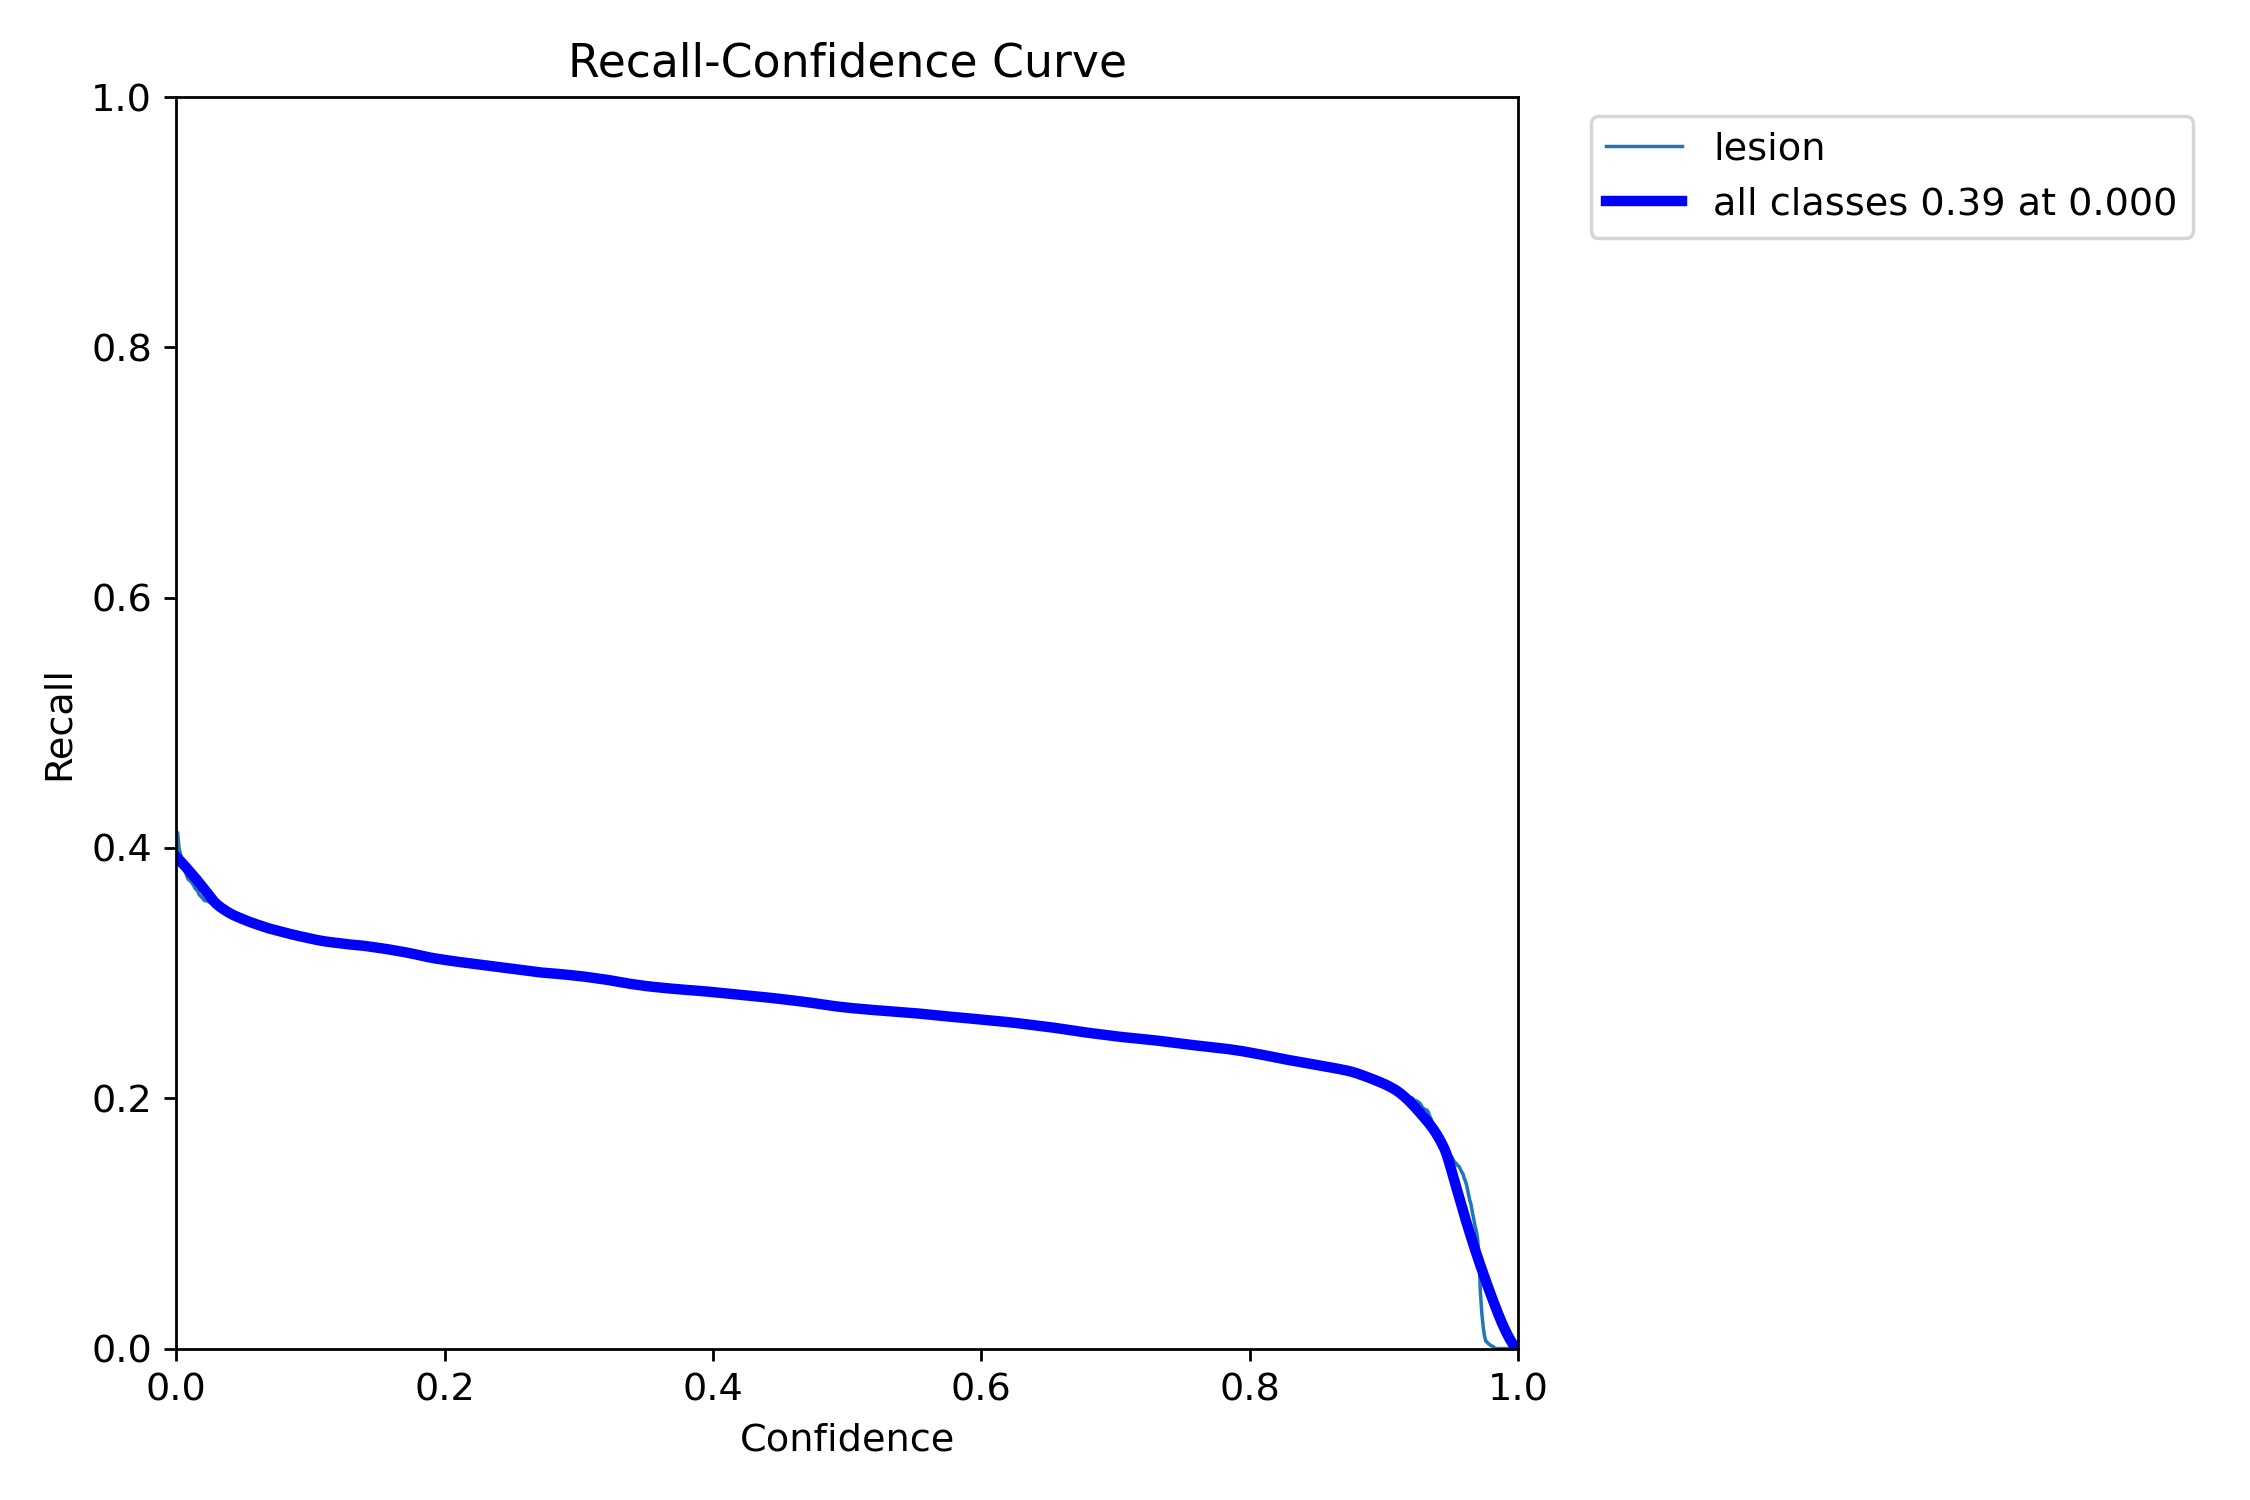 Recall-Confidence Curve
1.0
0.8
0.6
0.4
0.2
0.0
Recall
0.0 0.2 0.4 0.6 0.8 1.0
Confidence
lesion
all classes 0.39 at 0.000